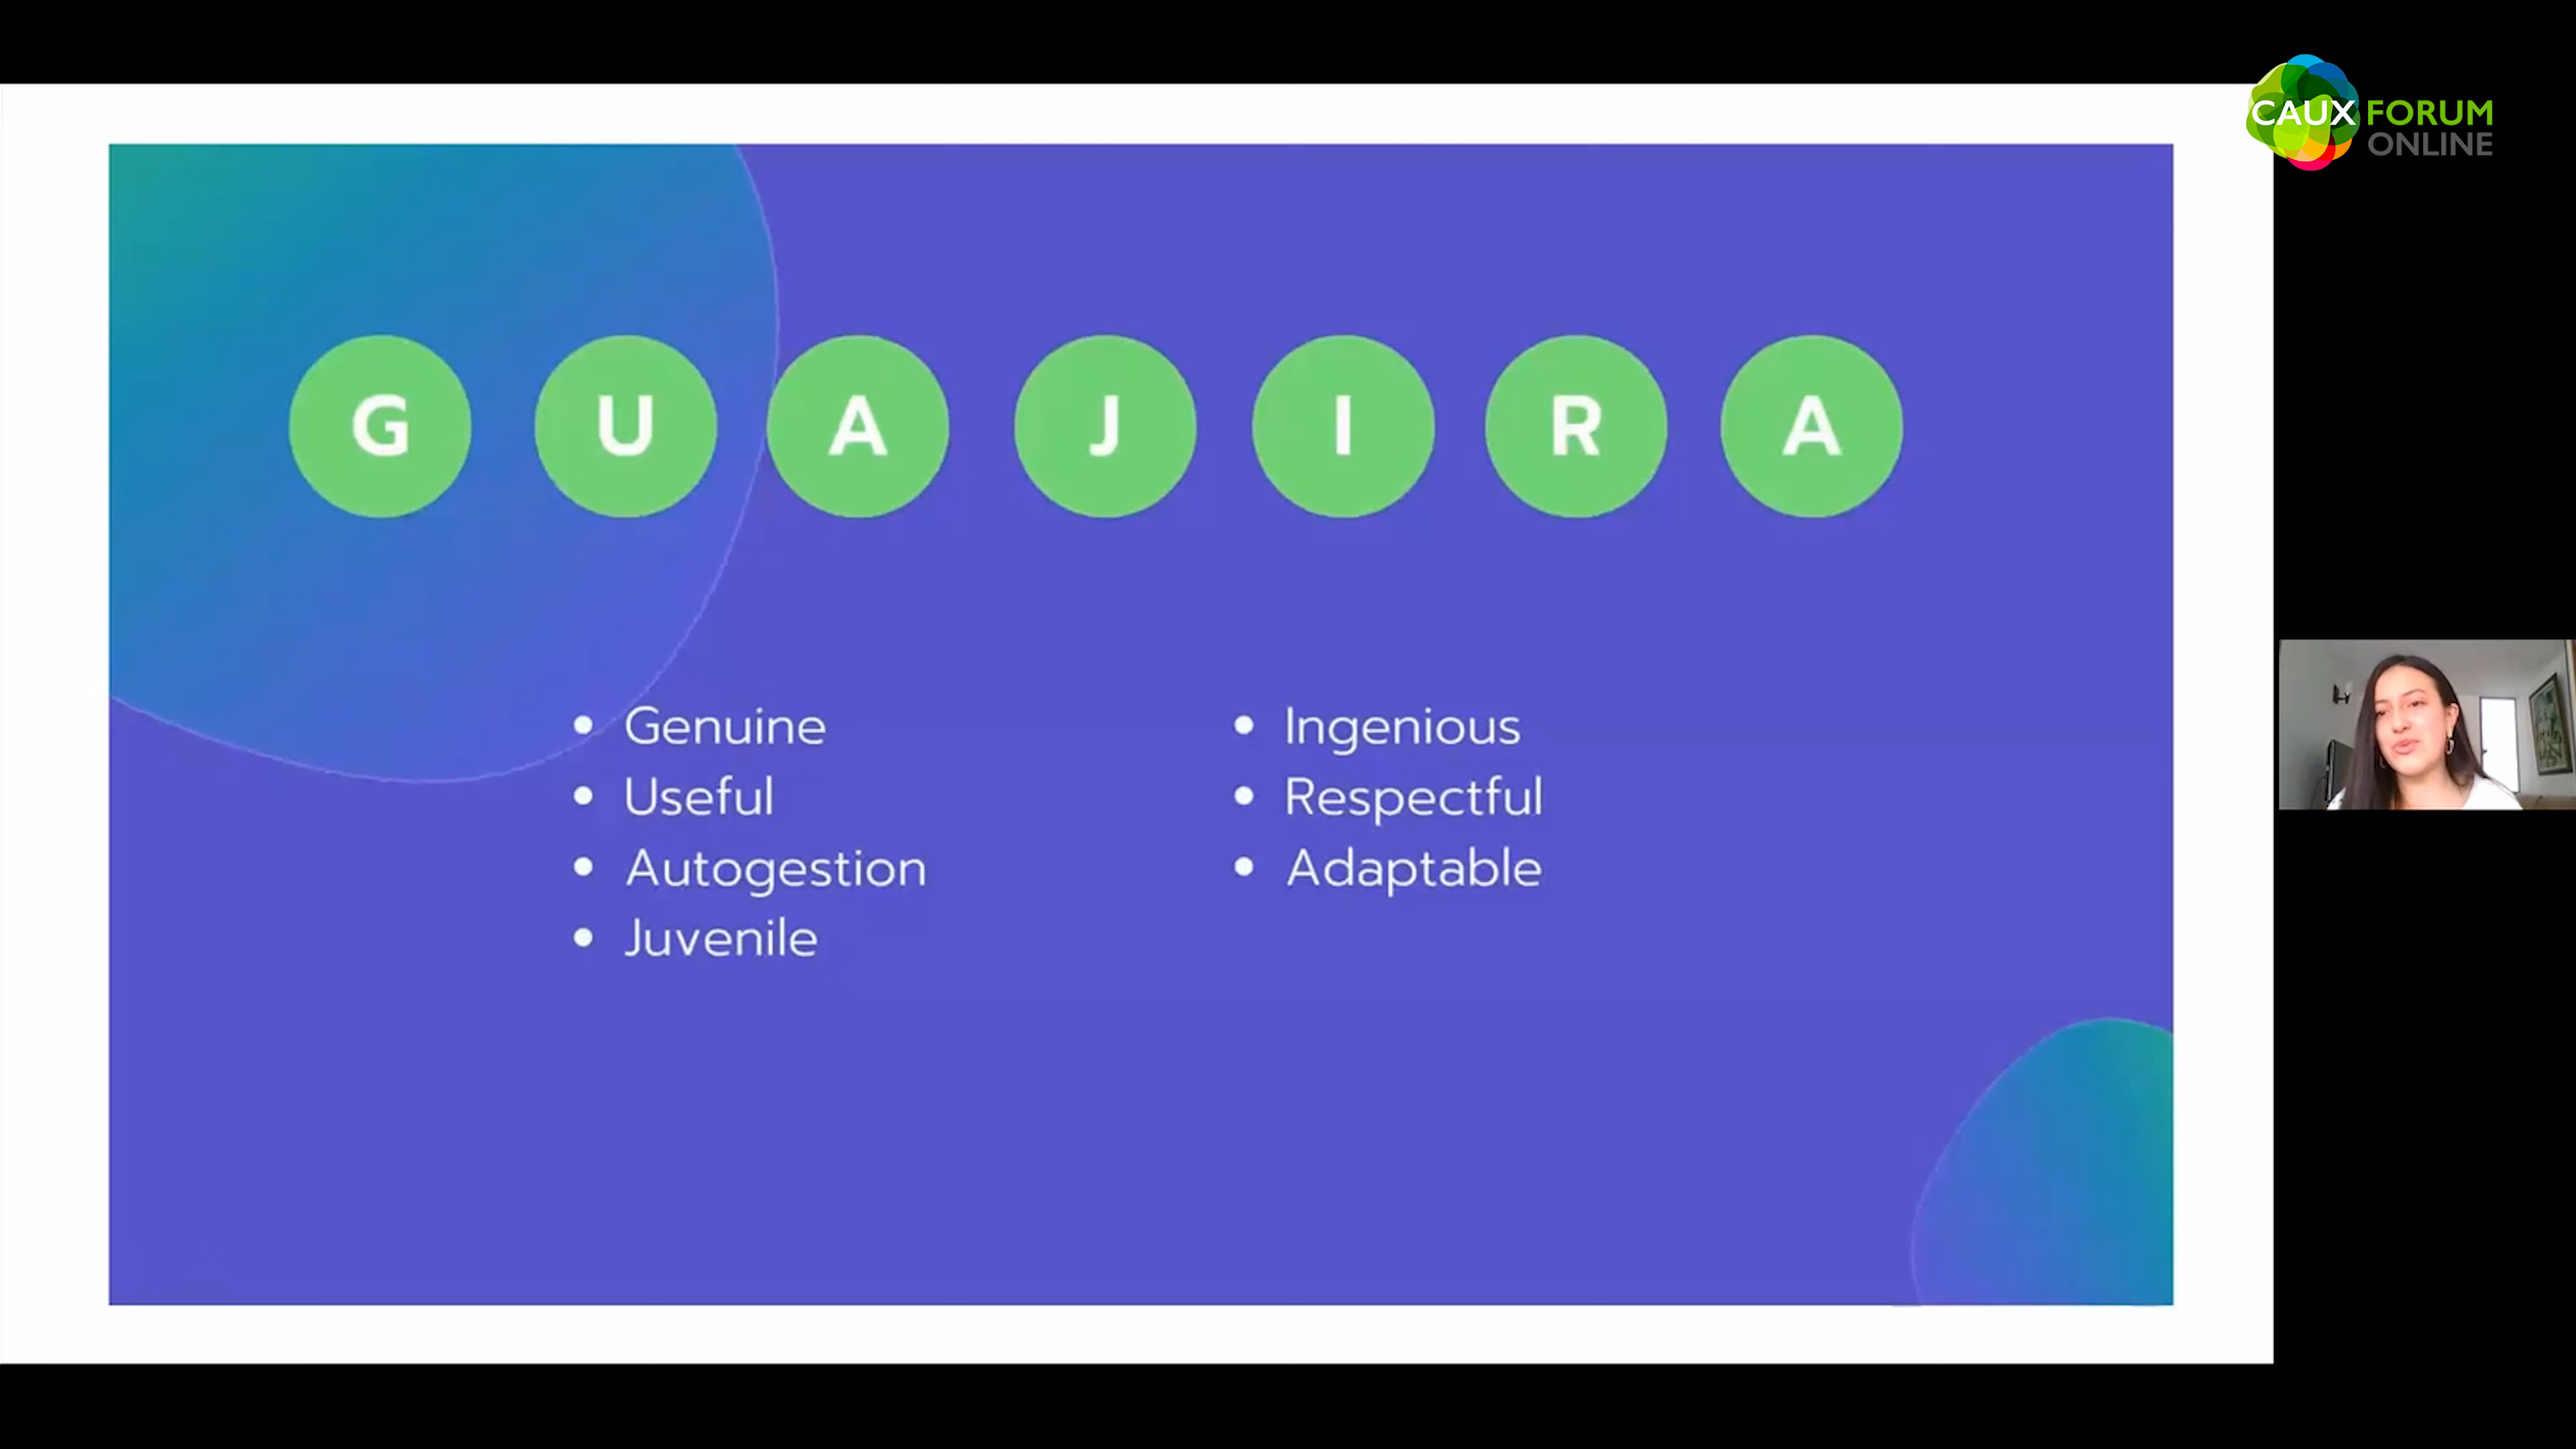 CAUX FORUM
ONLINE
G U A J I R A
Genuine
Useful
Autogestion
Juvenile
Ingenious
Respectful
Adaptable